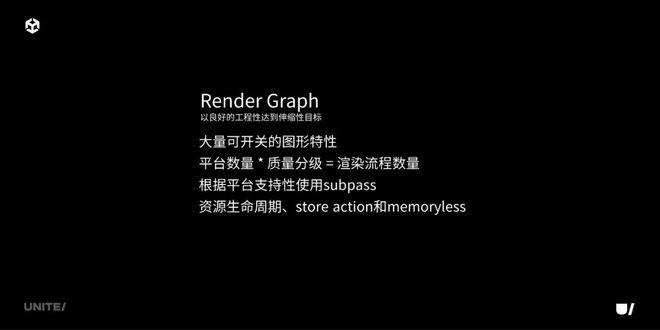 Render Graph
以良好的工程性达到伸缩性目标
大量可开关的图形特性
平台数量 * 质量分级 = 渲染流程数量
根据平台支持性使用subpass
资源生命周期、store action和memoryless
UNITE/
U/